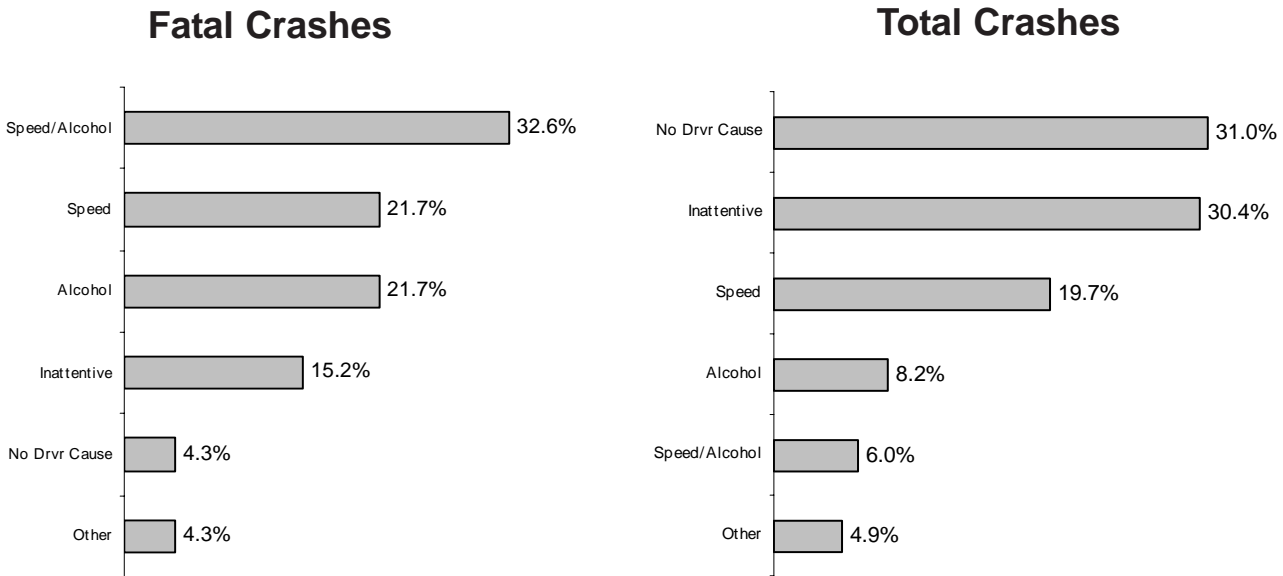 Fatal Crashes
Speed/Alcohol 32.6%
Speed 21.7%
Alcohol 21.7%
Inattentive 15.2%
No Drvr Cause 4.3%
Other 4.3%
Total Crashes
No Drvr Cause 31.0%
Inattentive 30.4%
Speed 19.7%
Alcohol 8.2%
Speed/Alcohol 6.0%
Other 4.9%